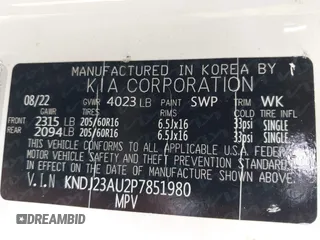 MANUFACTURED IN KOREA BY
KIA CORPORATION
08/22 GVWR 4023 LB PAINT SWP TRIM WK
GAWR TIRES RIMS COLD TIRE INFL
FRONT 2315 LB 205/60R16 6.5Jx16 33psi SINGLE
REAR 2094 LB 205/60R16 6.5Jx16 33psi SINGLE
THIS VEHICLE CONFORMS TO ALL APPLICABLE U.S.
FEDERAL MOTOR VEHICLE SAFETY STANDARDS IN EFFECT
ON THE DATE OF MANUFACTURE SHOWN ABOVE.
V.I.N KNDJ23AU2P7851980
MPV
DREAMBID